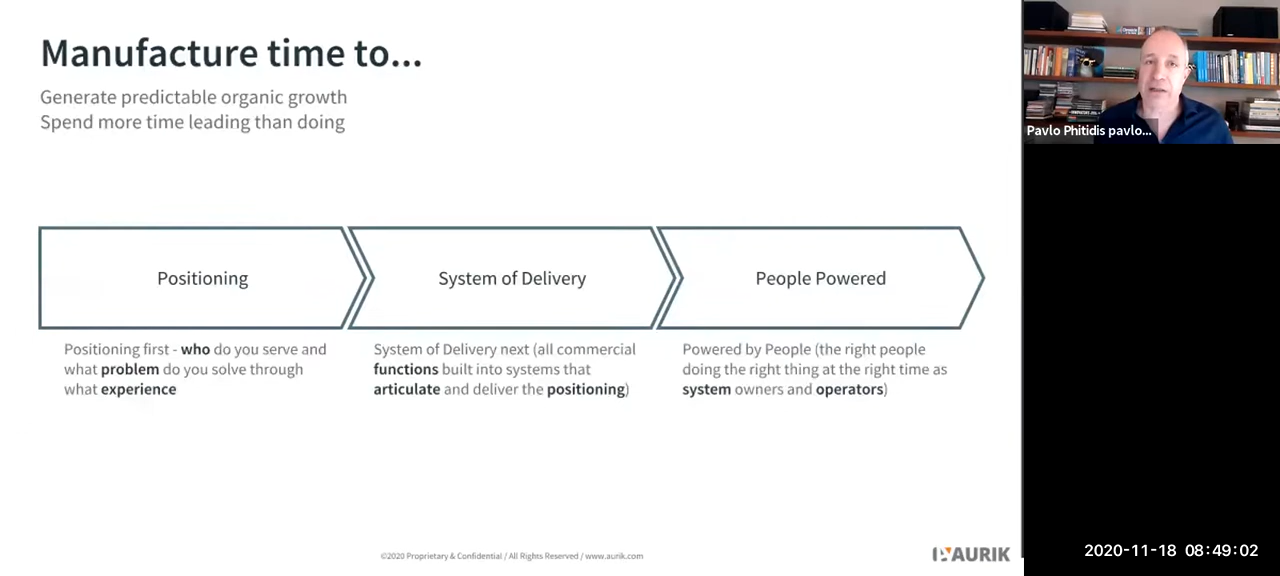 Manufacture time to...
Generate predictable organic growth
Spend more time leading than doing
Positioning
System of Delivery
People Powered
Positioning first - who do you serve and
what problem do you solve through
what experience
System of Delivery next (all commercial
functions built into systems that
articulate and deliver the positioning)
Powered by People (the right people
doing the right thing at the right time as
system owners and operators)
©2020 Proprietary & Confidential / All Rights Reserved / www.aurik.com
AURIK
Pavlo Phitidis pavlo...
2020-11-18 08:49:02